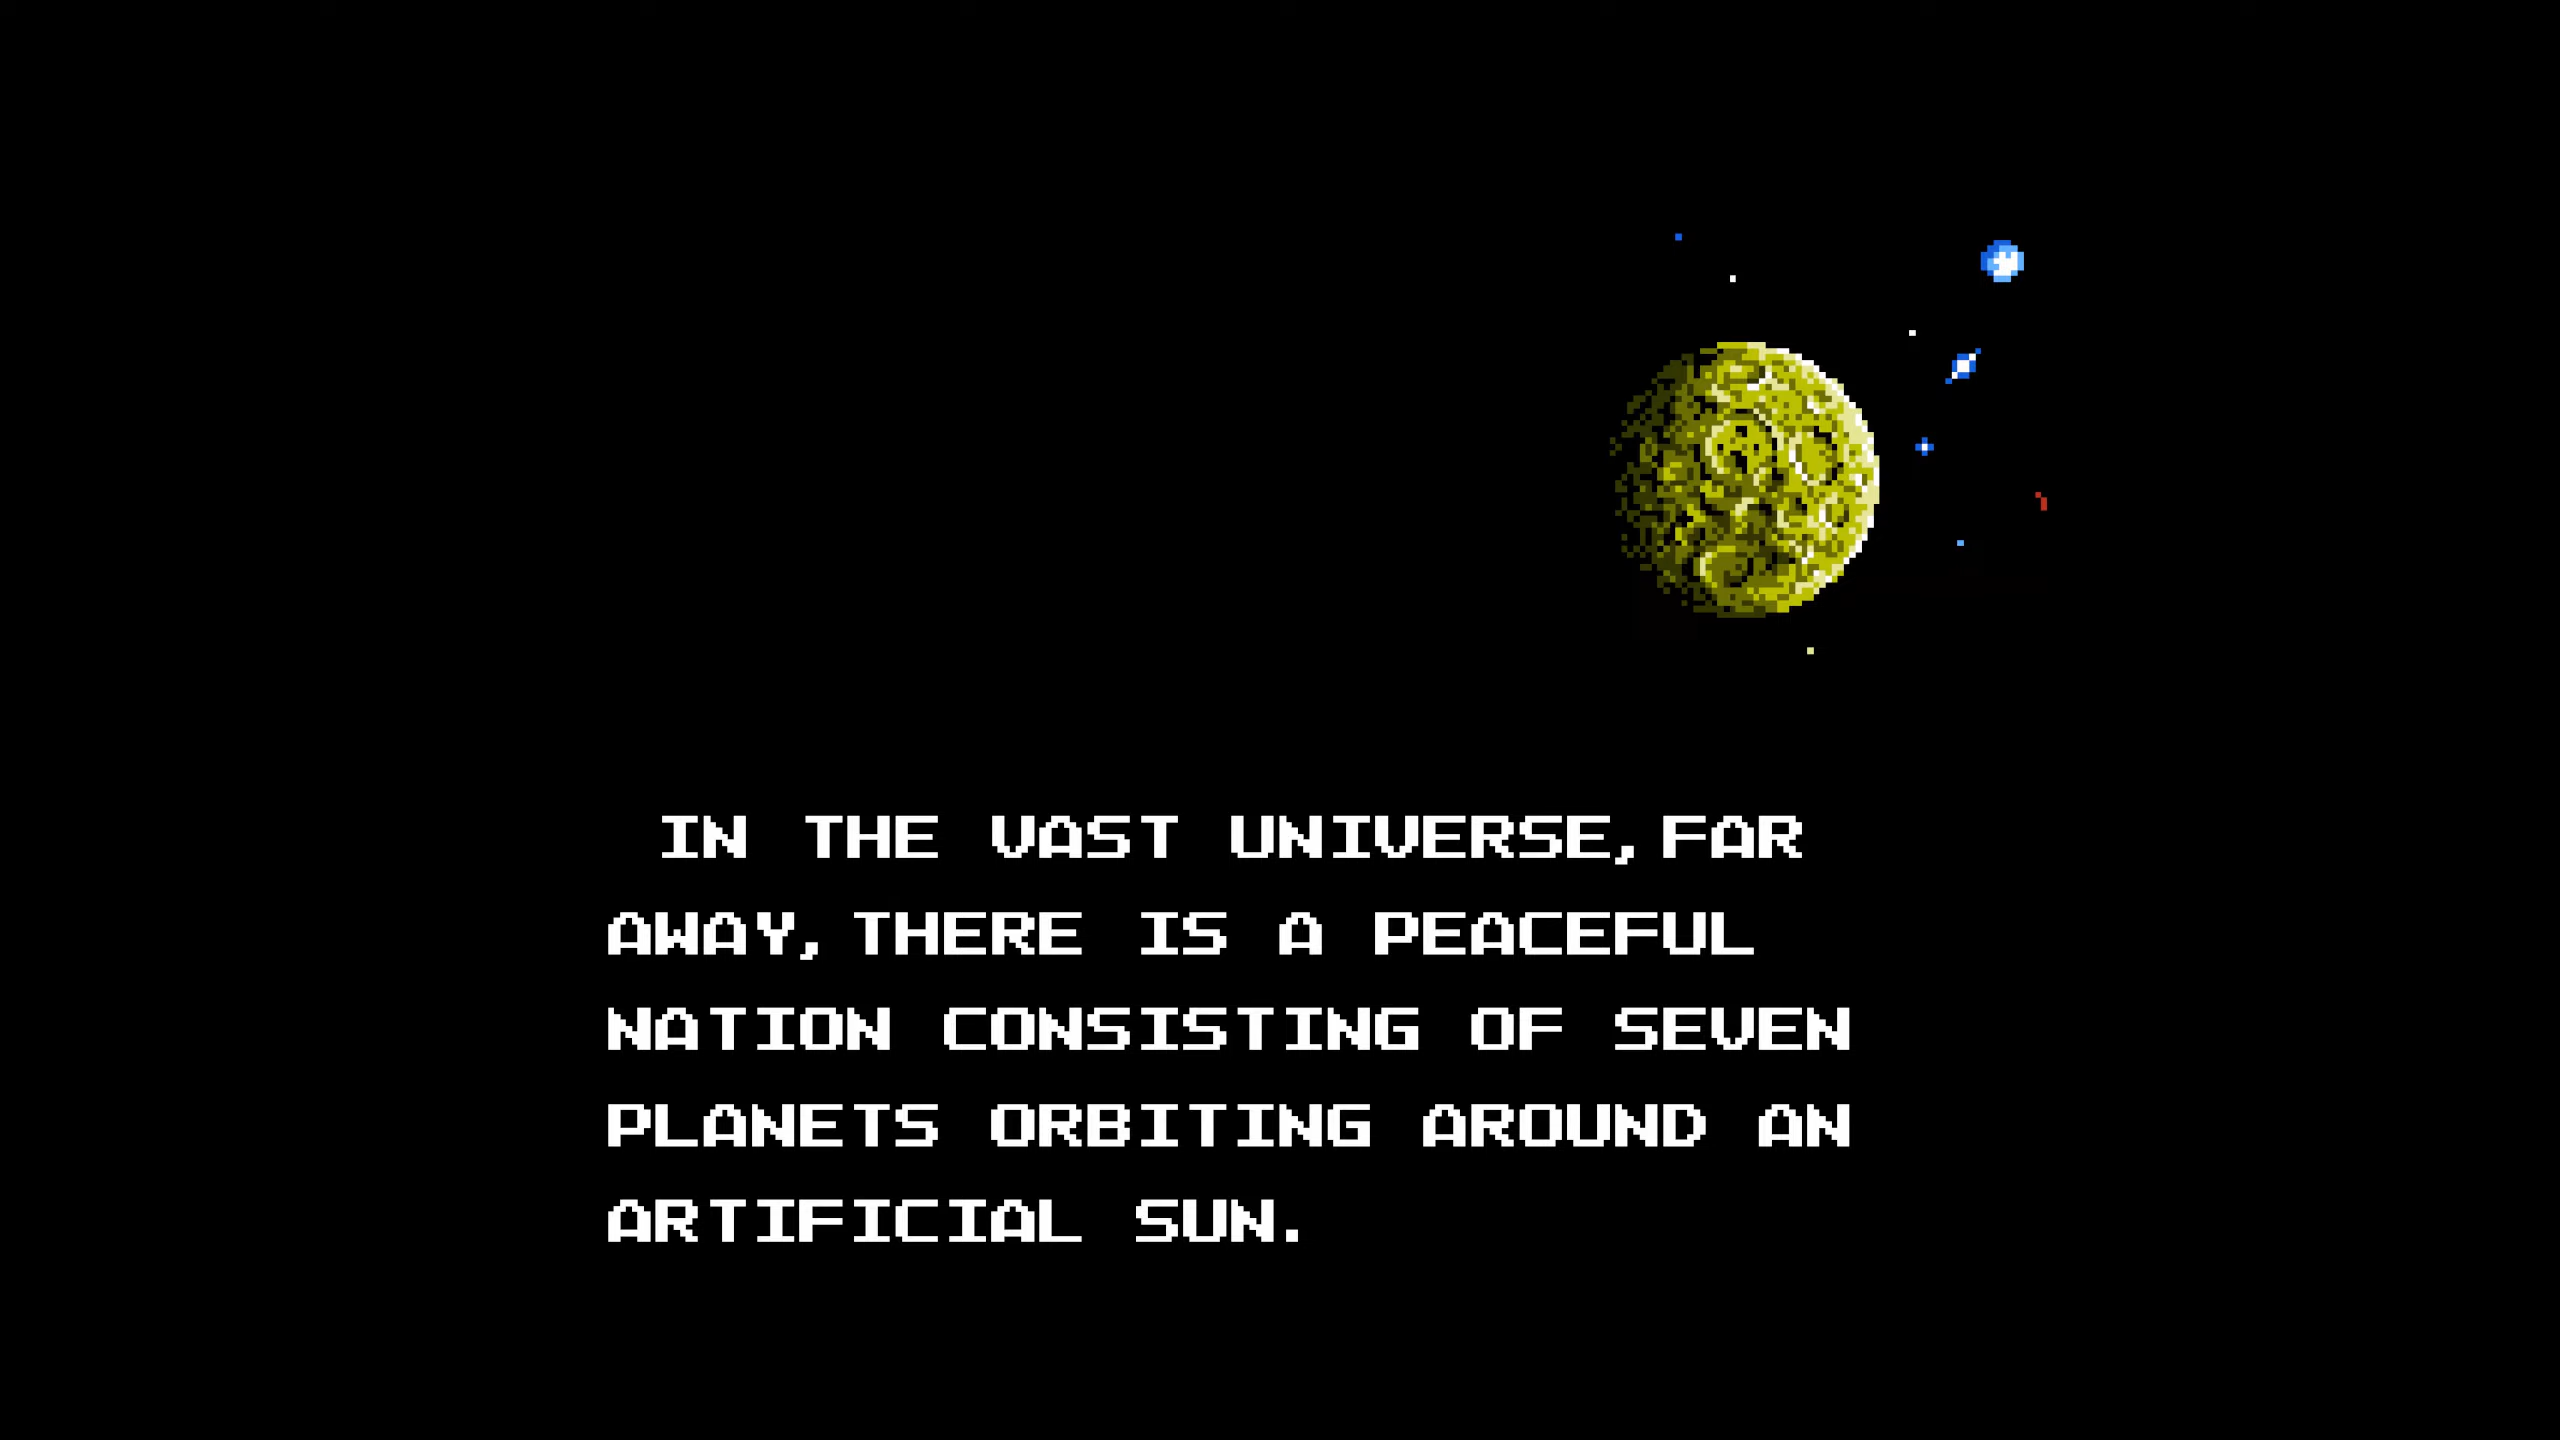 IN THE VAST UNIVERSE,FAR
AWAY,THERE IS A PEACEFUL
NATION CONSISTING OF SEVEN
PLANETS ORBITING AROUND AN
ARTIFICIAL SUN.